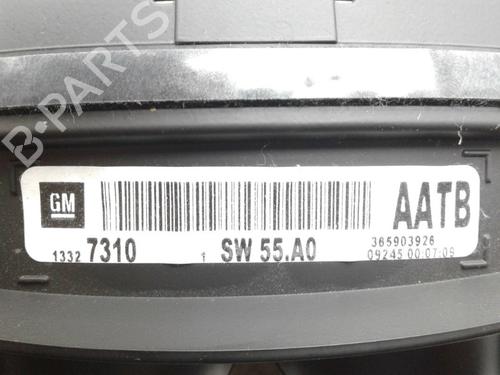 B-PARTS
GM
AATB
1332 7310 1 SW 55.A0
365903926
09245 00:07:09